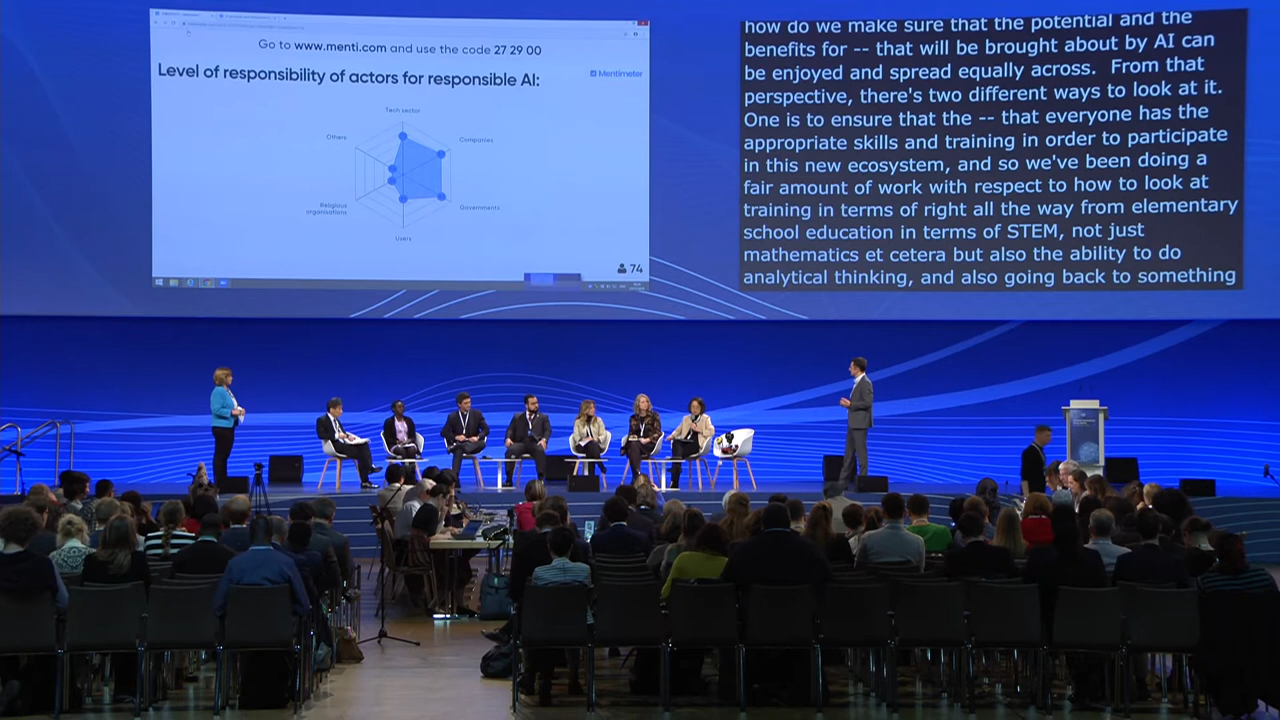 Go to www.menti.com and use the code 27 29 00
Level of responsibility of actors for responsible AI:
Mentimeter
Tech sector
Others
Companies
Religious
organisations
Governments
Users
74
how do we make sure that the potential and the
benefits for -- that will be brought about by AI can
be enjoyed and spread equally across. From that
perspective, there's two different ways to look at it.
One is to ensure that the -- that everyone has the
appropriate skills and training in order to participate
in this new ecosystem, and so we've been doing a
fair amount of work with respect to how to look at
training in terms of right all the way from elementary
school education in terms of STEM, not just
mathematics et cetera but also the ability to do
analytical thinking, and also going back to something